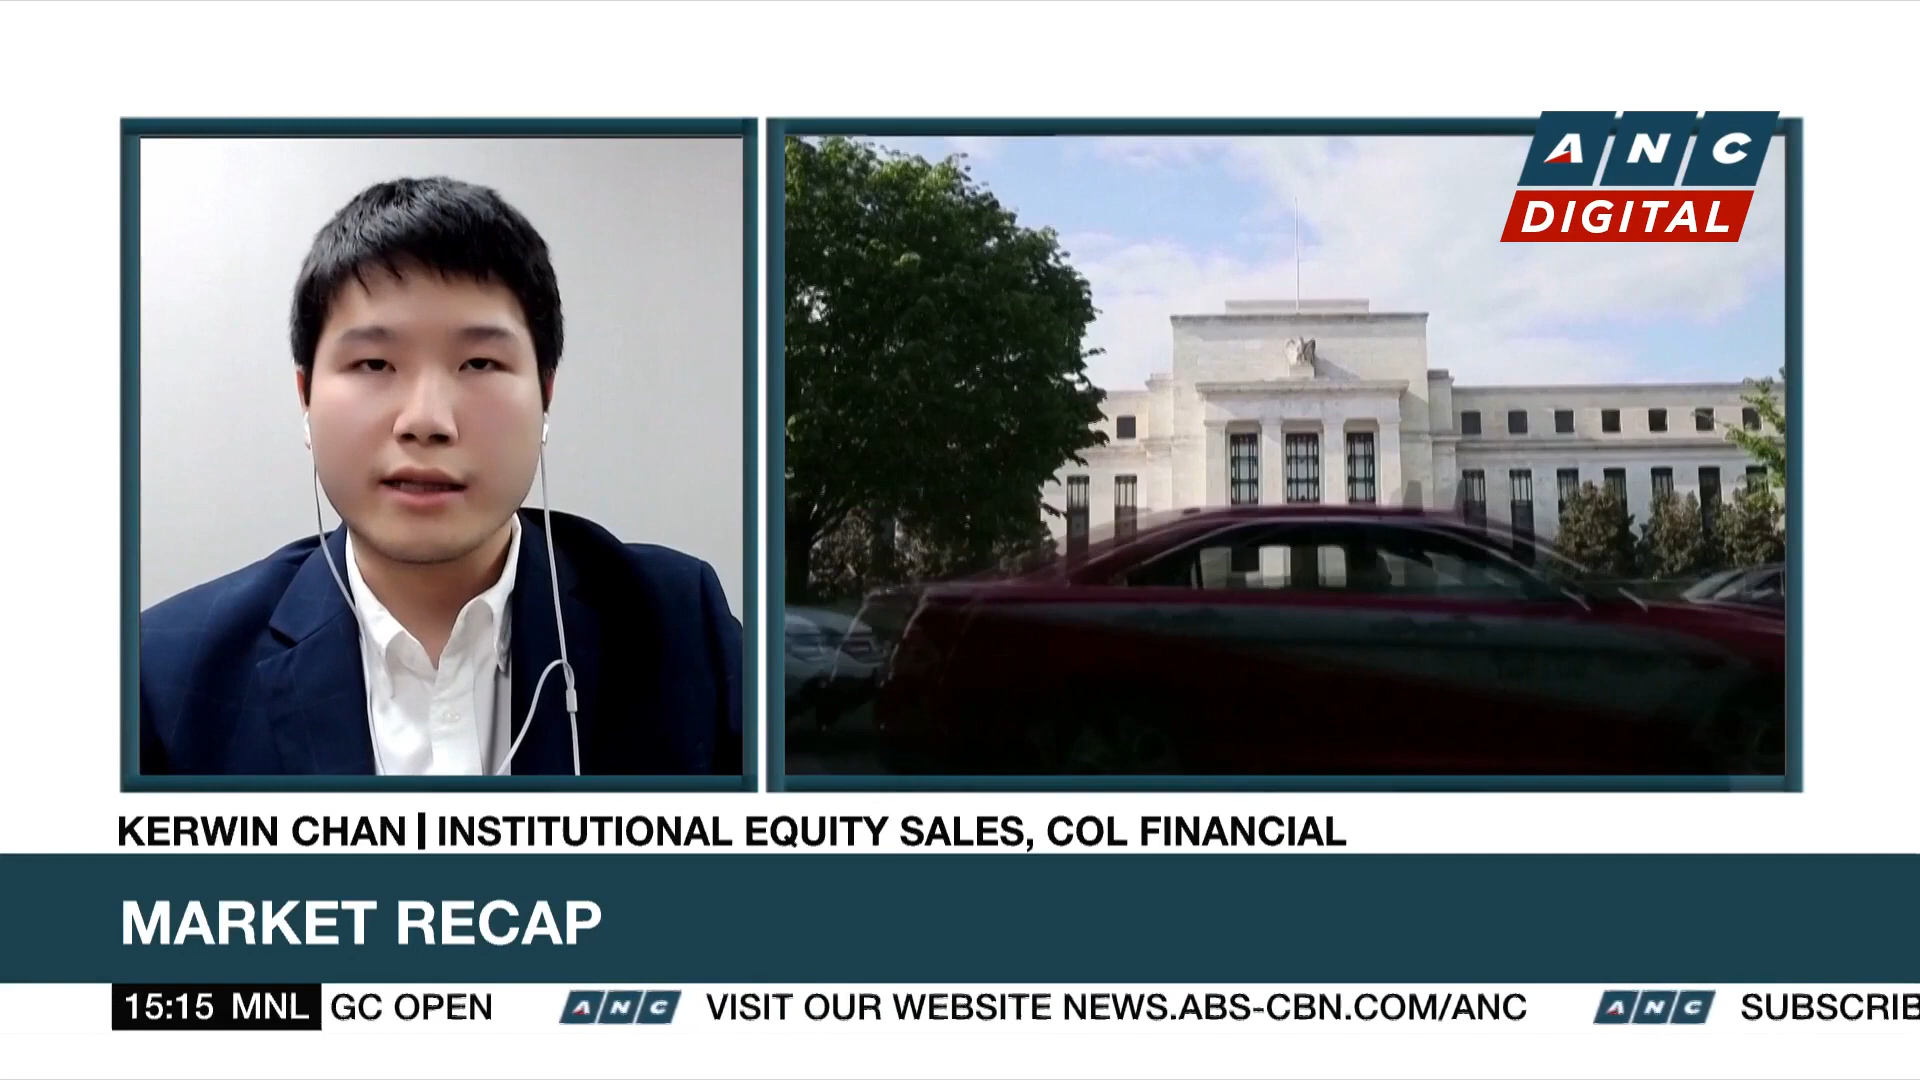 ANC
DIGITAL
KERWIN CHAN | INSTITUTIONAL EQUITY SALES, COL FINANCIAL
MARKET RECAP
15:15 MNL GC OPEN ANC VISIT OUR WEBSITE NEWS.ABS-CBN.COM/ANC ANC SUBSCRIB